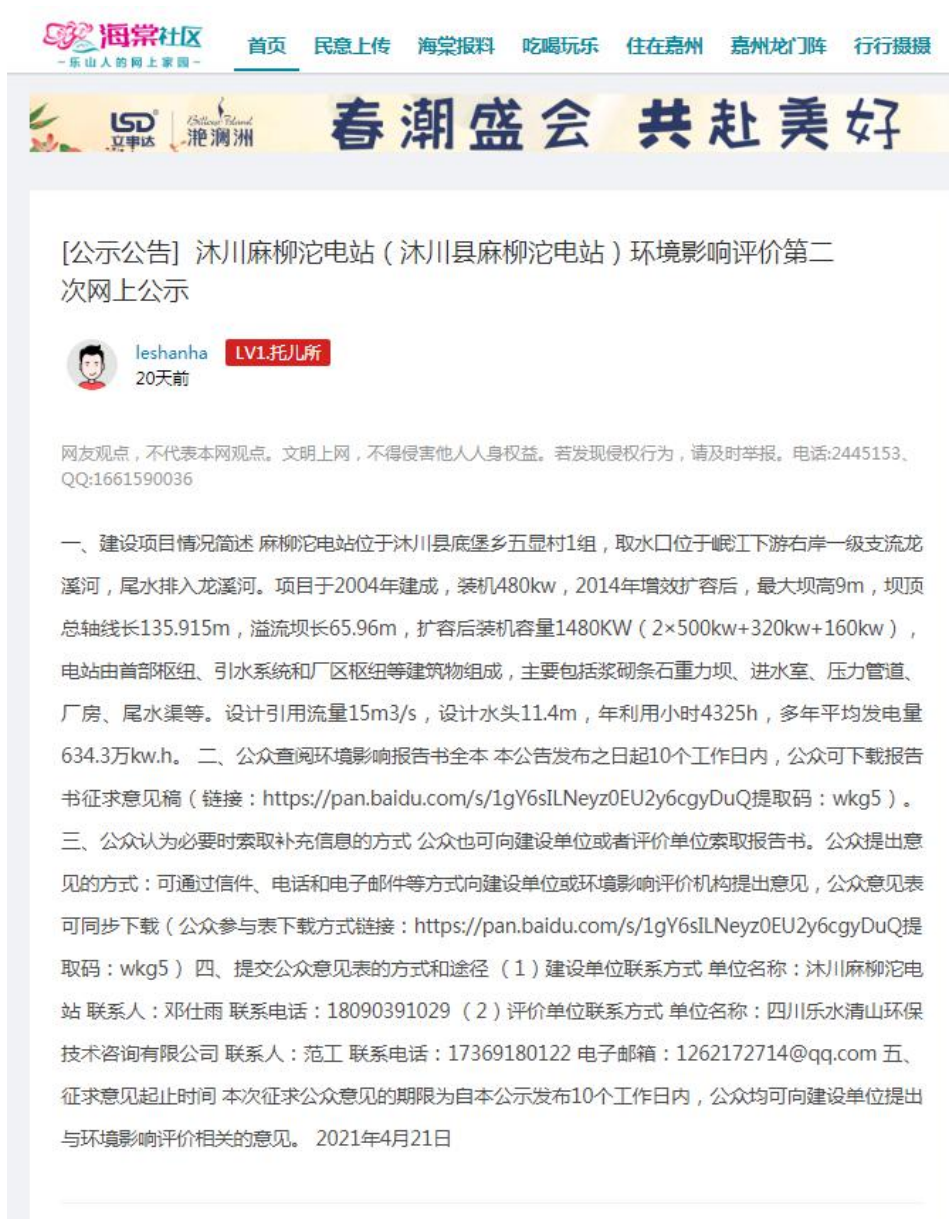 海棠社区
-乐山人的网上家园-
首页 民意上传 海棠报料 吃喝玩乐 住在嘉州 嘉州龙门阵 行行摄摄
LSD 立事达 Billow Island 滟澜洲 春潮盛会 共赴美好
[公示公告] 沐川麻柳沱电站（沐川县麻柳沱电站）环境影响评价第二
次网上公示
leshanha LV1.托儿所
20天前
网友观点，不代表本网观点。文明上网，不得侵害他人人身权益。若发现侵权行为，请及时举报。电话:2445153、
QQ:1661590036
一、建设项目情况简述 麻柳沱电站位于沐川县底堡乡五显村1组，取水口位于岷江下游右岸一级支流龙
溪河，尾水排入龙溪河。项目于2004年建成，装机480kw，2014年增效扩容后，最大坝高9m，坝顶
总轴线长135.915m，溢流坝长65.96m，扩容后装机容量1480KW（2×500kw+320kw+160kw），
电站由首部枢纽、引水系统和厂区枢纽等建筑物组成，主要包括浆砌条石重力坝、进水室、压力管道、
厂房、尾水渠等。设计引用流量15m3/s，设计水头11.4m，年利用小时4325h，多年平均发电量
634.3万kw.h。 二、公众查阅环境影响报告书全本 本公告发布之日起10个工作日内，公众可下载报告
书征求意见稿（链接：https://pan.baidu.com/s/1gY6sILNeyz0EU2y6cgyDuQ提取码：wkg5）。
三、公众认为必要时索取补充信息的方式 公众也可向建设单位或者评价单位索取报告书。公众提出意
见的方式：可通过信件、电话和电子邮件等方式向建设单位或环境影响评价机构提出意见，公众意见表
可同步下载（公众参与表下载方式链接：https://pan.baidu.com/s/1gY6sILNeyz0EU2y6cgyDuQ提
取码：wkg5） 四、提交公众意见表的方式和途径 （1）建设单位联系方式 单位名称：沐川麻柳沱电
站 联系人：邓仕雨 联系电话：18090391029 （2）评价单位联系方式 单位名称：四川乐水清山环保
技术咨询有限公司 联系人：范工 联系电话：17369180122 电子邮箱：1262172714@qq.com 五、
征求意见起止时间 本次征求公众意见的期限为自本公示发布10个工作日内，公众均可向建设单位提出
与环境影响评价相关的意见。 2021年4月21日